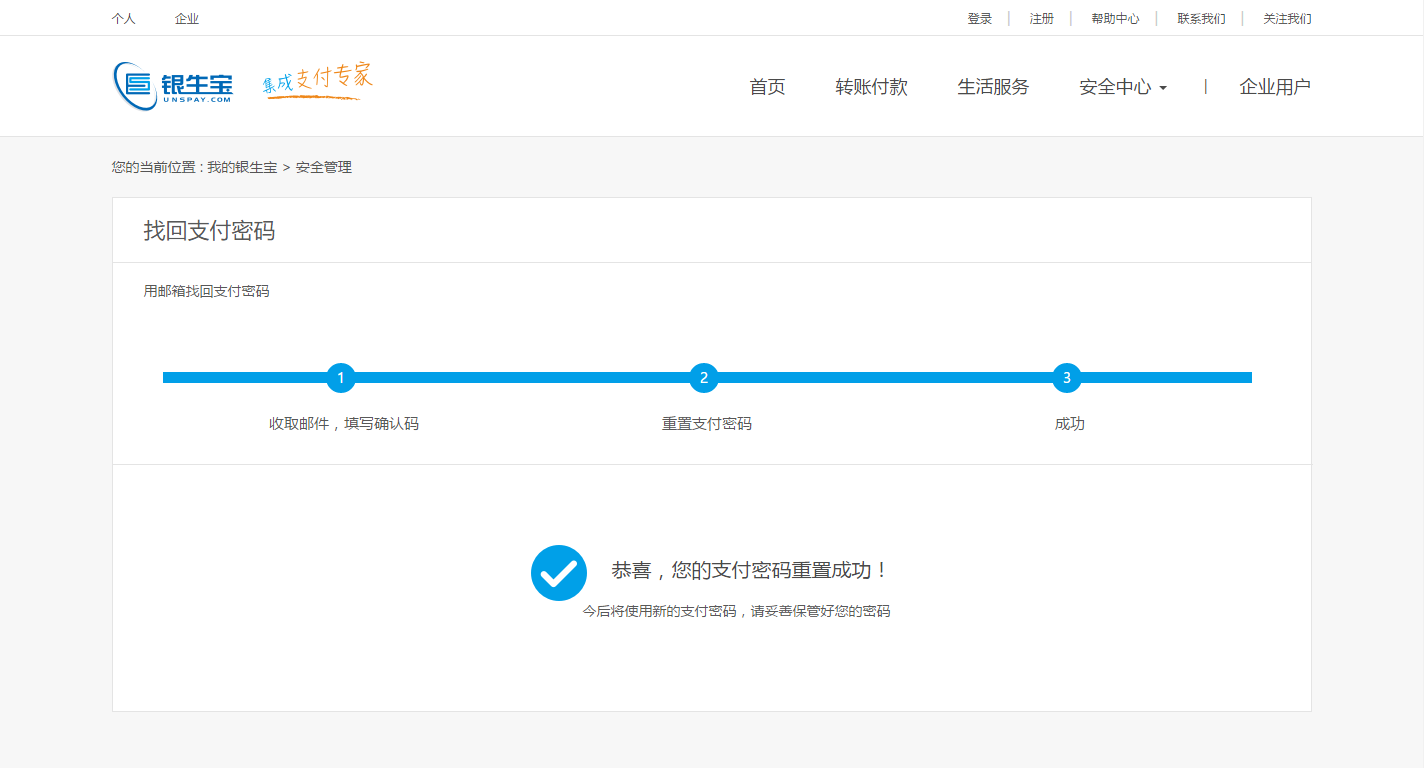 个人 企业 登录 | 注册 | 帮助中心 | 联系我们 | 关注我们
银生宝 集成支付专家
UNSPAY.COM
首页 转账付款 生活服务 安全中心 | 企业用户
您的当前位置 : 我的银生宝 > 安全管理
找回支付密码
用邮箱找回支付密码
1 2 3
收取邮件，填写确认码 重置支付密码 成功
恭喜，您的支付密码重置成功！
今后将使用新的支付密码，请妥善保管好您的密码